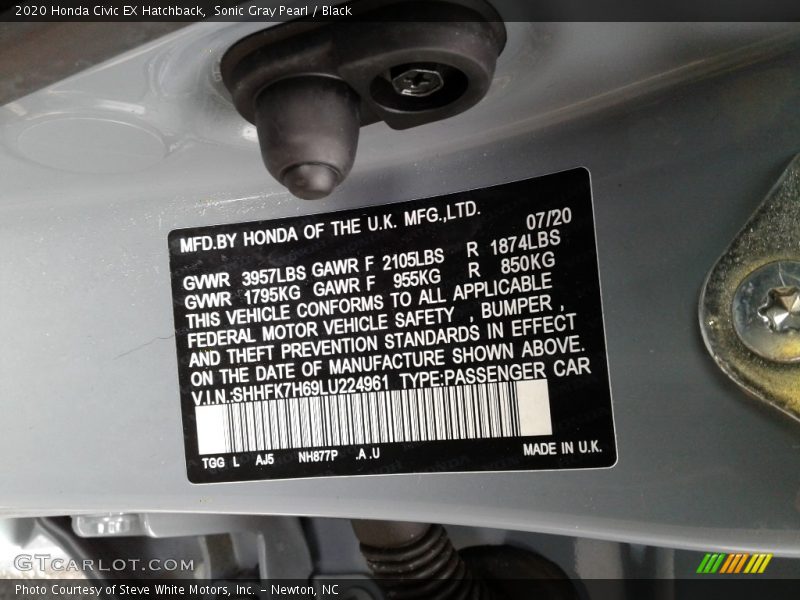 2020 Honda Civic EX Hatchback, Sonic Gray Pearl / Black
MFD.BY HONDA OF THE U.K. MFG.,LTD. 07/20
GVWR 3957LBS GAWR F 2105LBS R 1874LBS
GVWR 1795KG GAWR F 955KG R 850KG
THIS VEHICLE CONFORMS TO ALL APPLICABLE
FEDERAL MOTOR VEHICLE SAFETY , BUMPER ,
AND THEFT PREVENTION STANDARDS IN EFFECT
ON THE DATE OF MANUFACTURE SHOWN ABOVE.
V.I.N.:SHHFK7H69LU224961 TYPE:PASSENGER CAR
TGG L AJ5 NH877P .A .U MADE IN U.K.
GTCARLOT.COM
Photo Courtesy of Steve White Motors, Inc. – Newton, NC